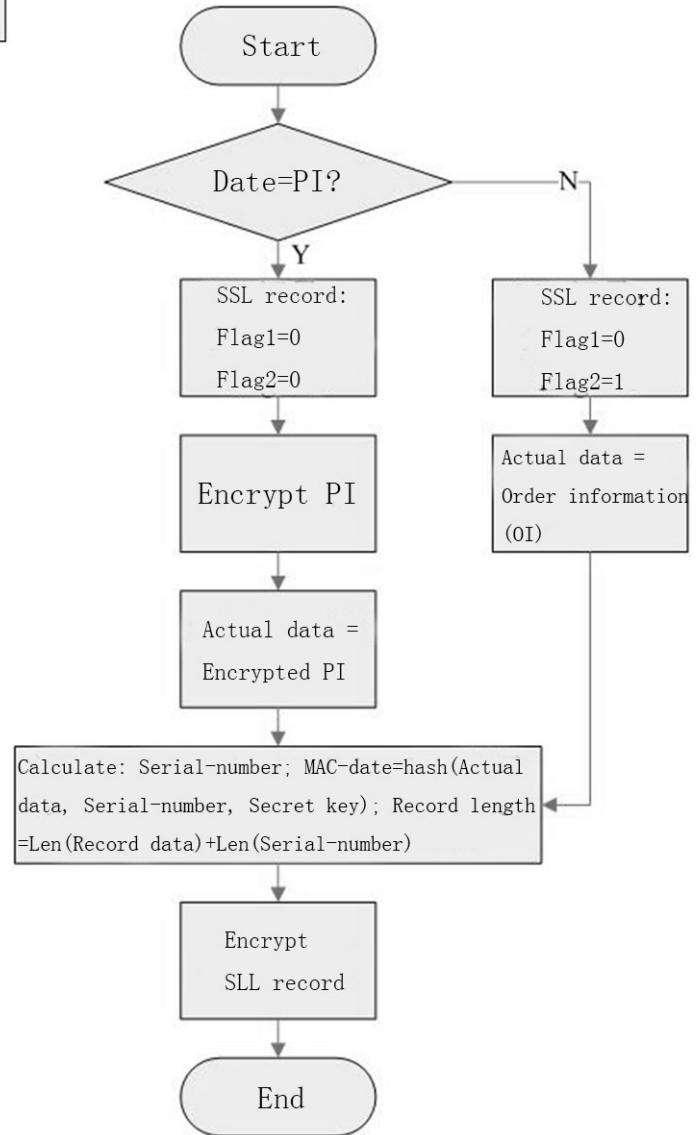 Start
Date=PI?
N
Y
SSL record:
Flag1=0
Flag2=0
SSL record:
Flag1=0
Flag2=1
Encrypt PI
Actual data =
Order information
(OI)
Actual data =
Encrypted PI
Calculate: Serial-number; MAC-date=hash(Actual
data, Serial-number, Secret key); Record length
=Len(Record data)+Len(Serial-number)
Encrypt
SLL record
End